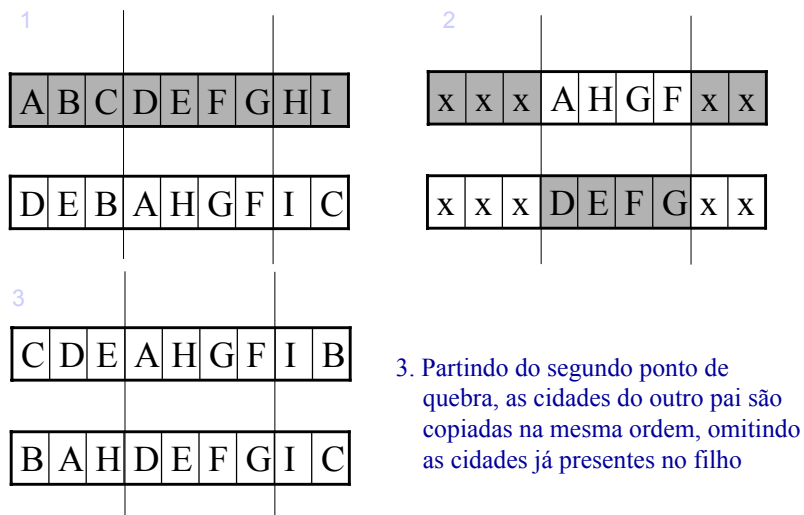 1
A B C D E F G H I
D E B A H G F I C
2
x x x A H G F x x
x x x D E F G x x
3
C D E A H G F I B
B A H D E F G I C
3. Partindo do segundo ponto de
quebra, as cidades do outro pai são
copiadas na mesma ordem, omitindo
as cidades já presentes no filho